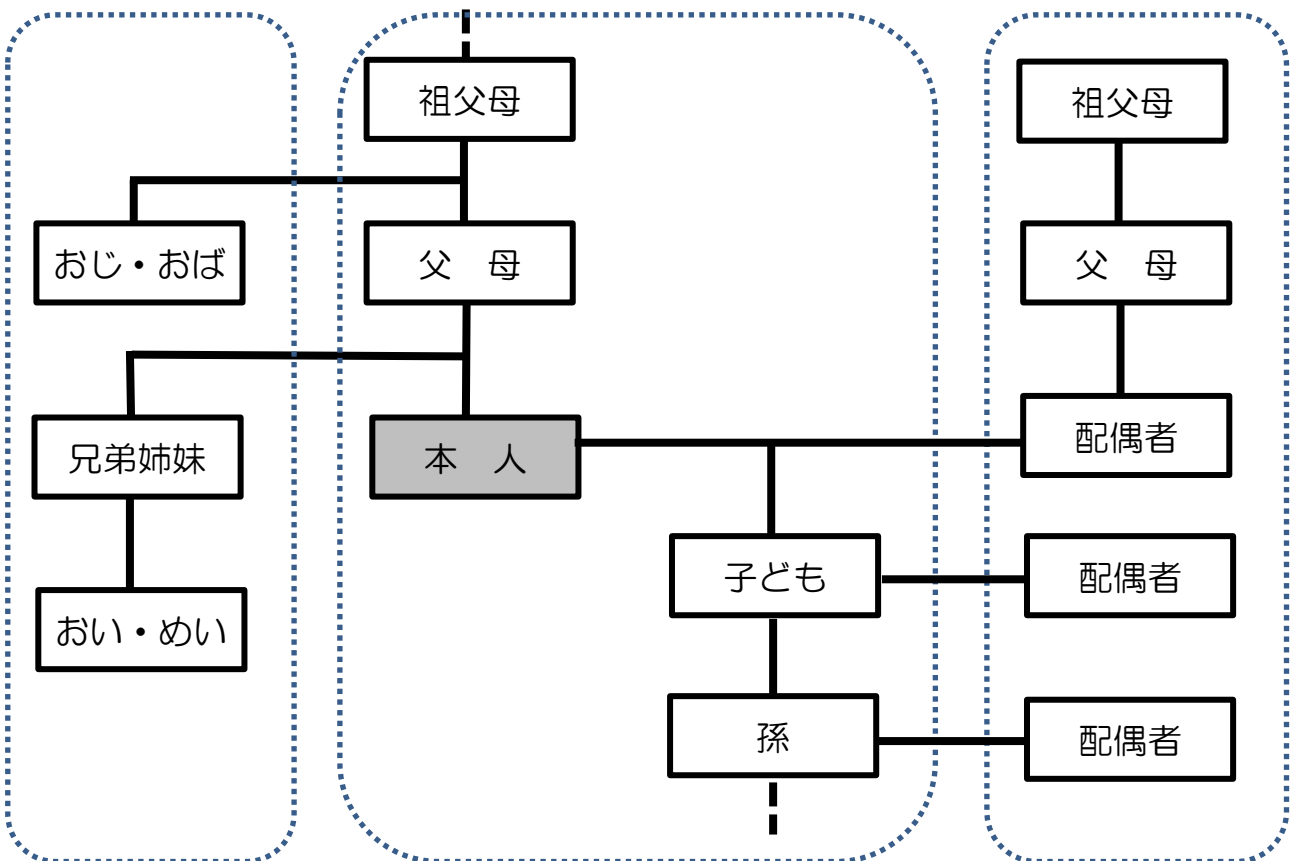 祖父母
祖父母
おじ・おば
父　母
父　母
兄弟姉妹
本　人
配偶者
子ども
配偶者
おい・めい
孫
配偶者